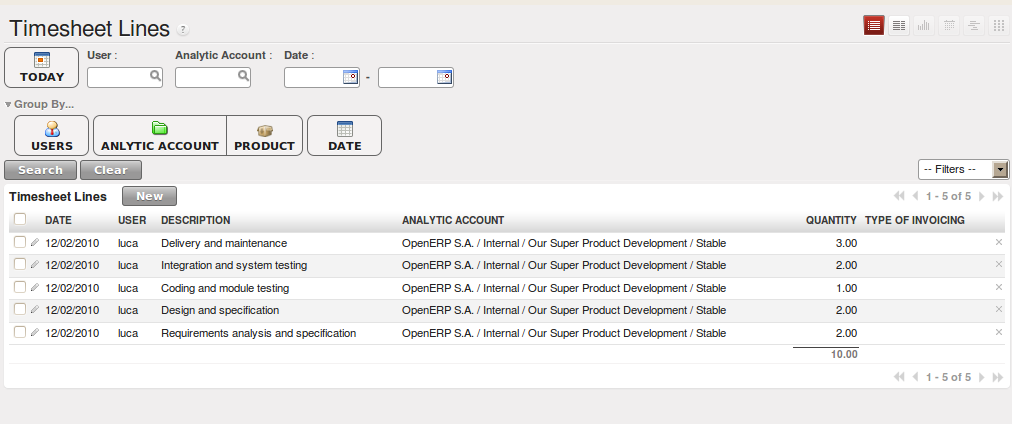 Timesheet Lines ?
TODAY User : Analytic Account : Date : -
Group By...
USERS ANLYTIC ACCOUNT PRODUCT DATE
Search Clear -- Filters --
Timesheet Lines New 1 - 5 of 5
DATE USER DESCRIPTION ANALYTIC ACCOUNT QUANTITY TYPE OF INVOICING
12/02/2010 luca Delivery and maintenance OpenERP S.A. / Internal / Our Super Product Development / Stable 3.00
12/02/2010 luca Integration and system testing OpenERP S.A. / Internal / Our Super Product Development / Stable 2.00
12/02/2010 luca Coding and module testing OpenERP S.A. / Internal / Our Super Product Development / Stable 1.00
12/02/2010 luca Design and specification OpenERP S.A. / Internal / Our Super Product Development / Stable 2.00
12/02/2010 luca Requirements analysis and specification OpenERP S.A. / Internal / Our Super Product Development / Stable 2.00
10.00
1 - 5 of 5